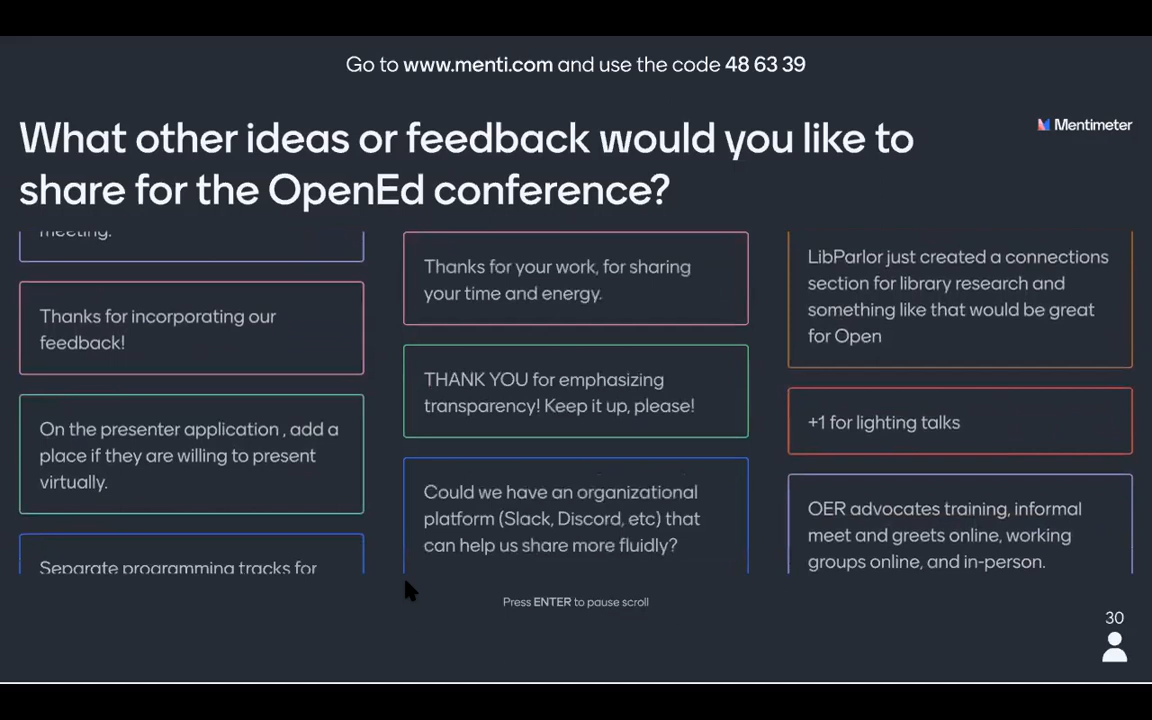 Go to www.menti.com and use the code 48 63 39
What other ideas or feedback would you like to
share for the OpenEd conference?
Mentimeter
meeting.
Thanks for incorporating our
feedback!
On the presenter application , add a
place if they are willing to present
virtually.
Separate programming tracks for
Thanks for your work, for sharing
your time and energy.
THANK YOU for emphasizing
transparency! Keep it up, please!
Could we have an organizational
platform (Slack, Discord, etc) that
can help us share more fluidly?
LibParlor just created a connections
section for library research and
something like that would be great
for Open
+1 for lighting talks
OER advocates training, informal
meet and greets online, working
groups online, and in-person.
Press ENTER to pause scroll
30